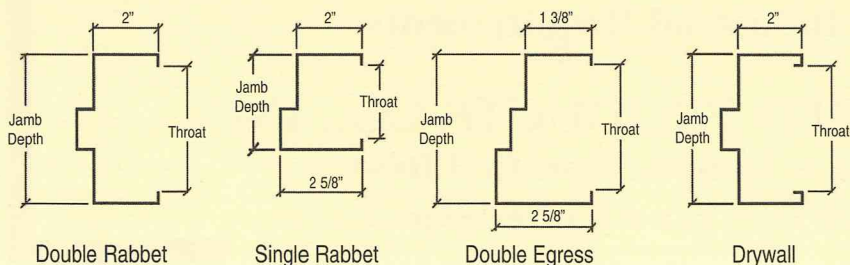 2”
2”
1 3/8”
2”
Jamb
Depth
Throat
Jamb
Depth
Throat
Jamb
Depth
Throat
Jamb
Depth
Throat
2 5/8”
2 5/8”
Double Rabbet
Single Rabbet
Double Egress
Drywall